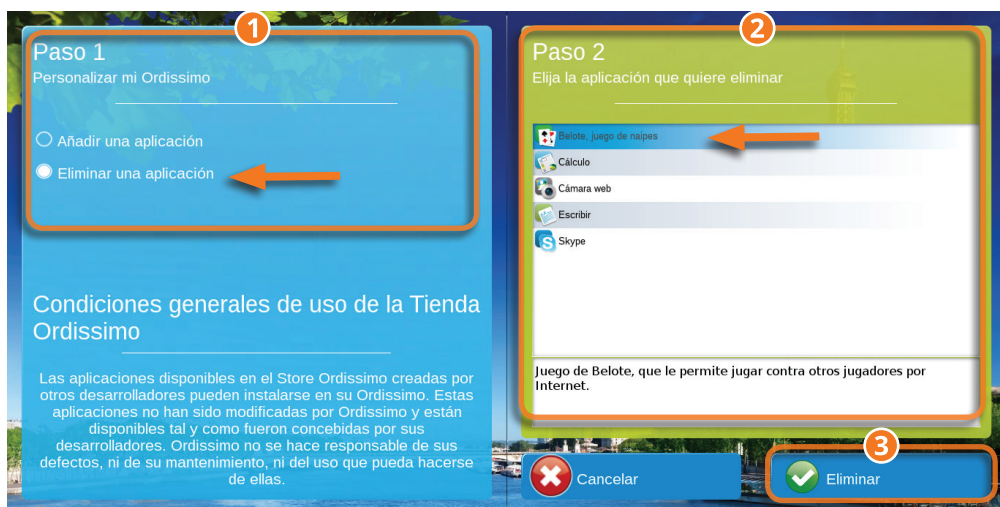 1
Paso 1
Personalizar mi Ordissimo
Añadir una aplicación
Eliminar una aplicación
Condiciones generales de uso de la Tienda
Ordissimo
Las aplicaciones disponibles en el Store Ordissimo creadas por
otros desarrolladores pueden instalarse en su Ordissimo. Estas
aplicaciones no han sido modificadas por Ordissimo y están
disponibles tal y como fueron concebidas por sus
desarrolladores. Ordissimo no se hace responsable de sus
defectos, ni de su mantenimiento, ni del uso que pueda hacerse
de ellas.
2
Paso 2
Elija la aplicación que quiere eliminar
Belote, juego de naipes
Cálculo
Cámara web
Escribir
Skype
Juego de Belote, que le permite jugar contra otros jugadores por
Internet.
Cancelar
3
Eliminar